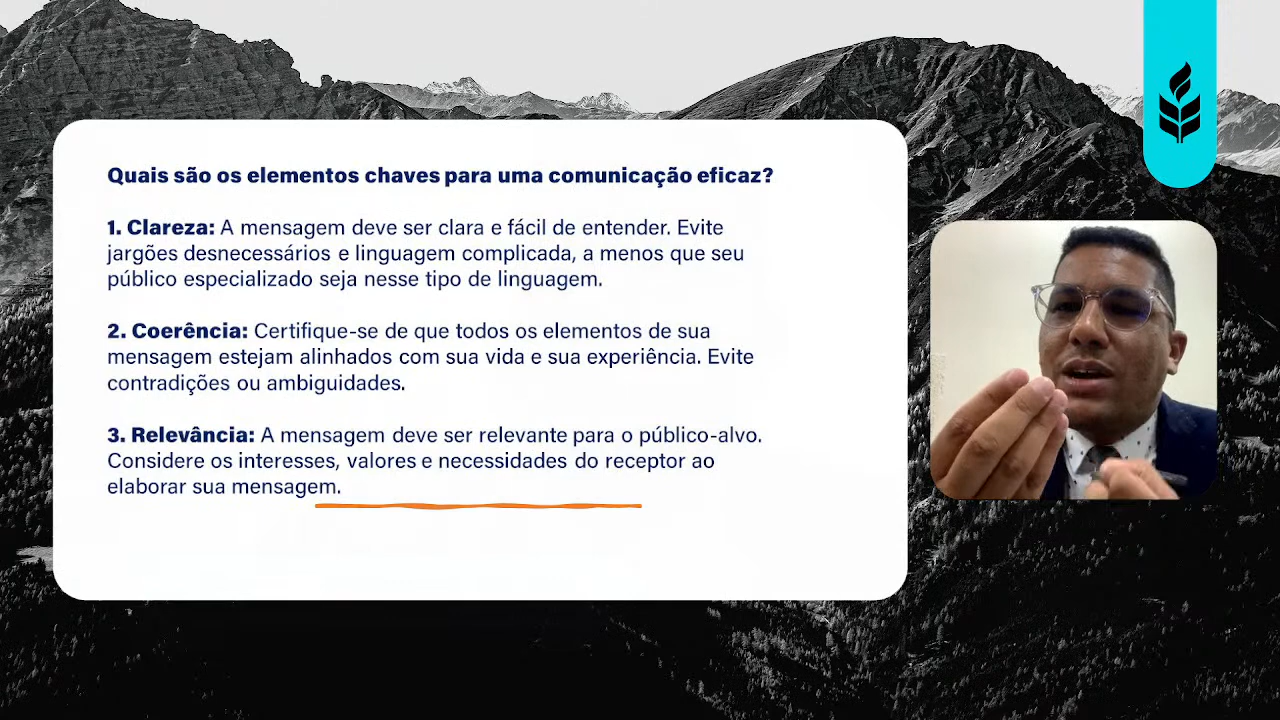 Quais são os elementos chaves para uma comunicação eficaz?
1. Clareza: A mensagem deve ser clara e fácil de entender. Evite
jargões desnecessários e linguagem complicada, a menos que seu
público especializado seja nesse tipo de linguagem.
2. Coerência: Certifique-se de que todos os elementos de sua
mensagem estejam alinhados com sua vida e sua experiência. Evite
contradições ou ambiguidades.
3. Relevância: A mensagem deve ser relevante para o público-alvo.
Considere os interesses, valores e necessidades do receptor ao
elaborar sua mensagem.